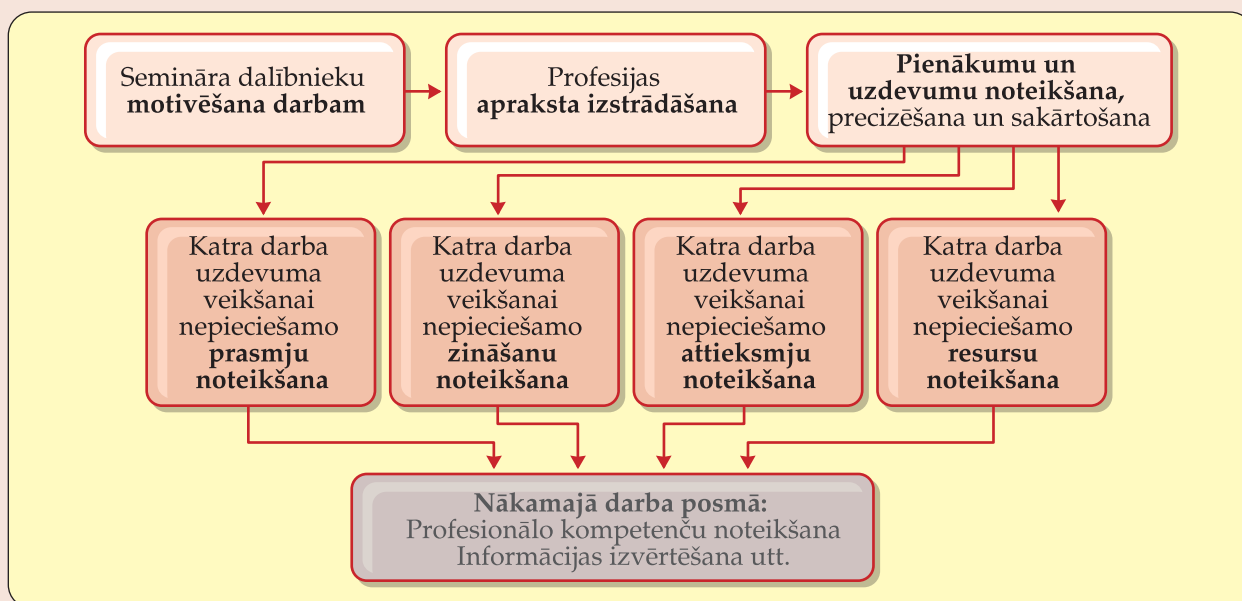 Semināra dalībnieku
motivēšana darbam
Profesijas
apraksta izstrādāšana
Pienākumu un
uzdevumu noteikšana,
precizēšana un sakārtošana
Katra darba
uzdevuma
veikšanai
nepieciešamo
prasmju
noteikšana
Katra darba
uzdevuma
veikšanai
nepieciešamo
zināšanu
noteikšana
Katra darba
uzdevuma
veikšanai
nepieciešamo
attieksmju
noteikšana
Katra darba
uzdevuma
veikšanai
nepieciešamo
resursu
noteikšana
Nākamajā darba posmā:
Profesionālo kompetenču noteikšana
Informācijas izvērtēšana utt.